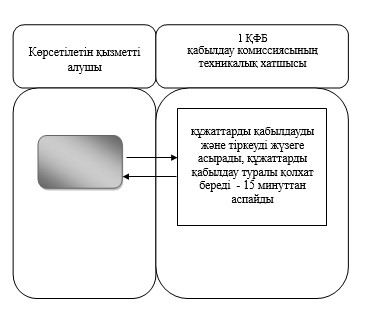 Көрсетілетін қызметті
алушы
1 ҚФБ
қабылдау комиссиясының
техникалық хатшысы
құжаттарды қабылдауды
және тіркеуді жүзеге
асырады, құжаттарды
қабылдау туралы қолхат
береді - 15 минуттан
аспайды